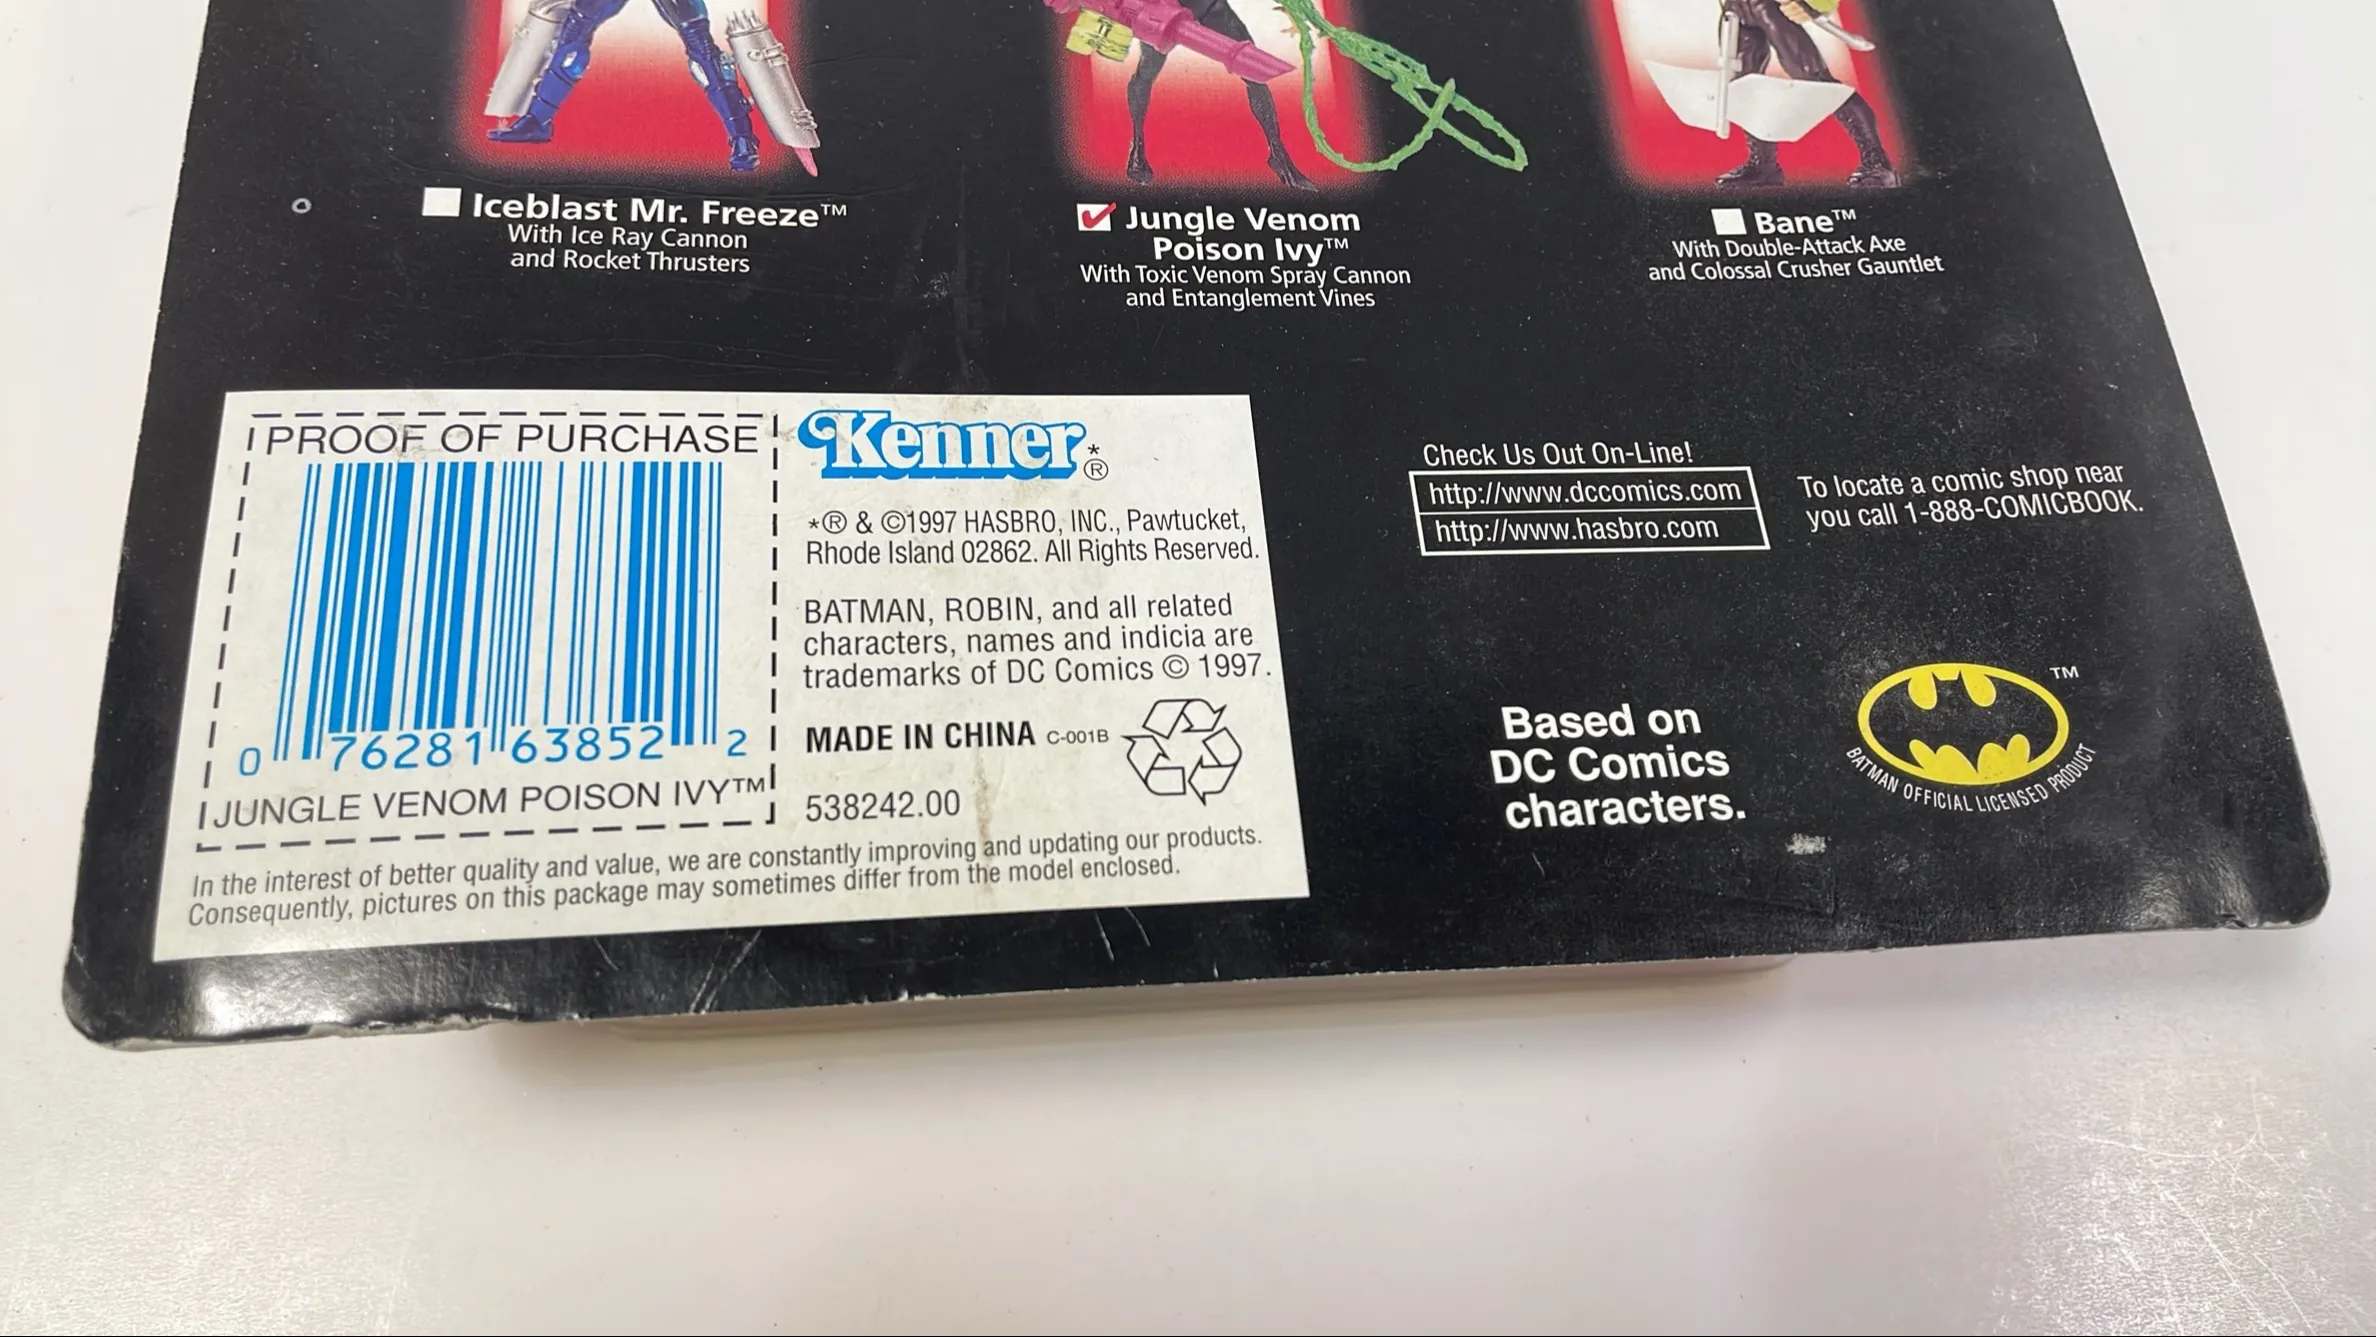 Iceblast Mr. Freeze™
With Ice Ray Cannon
and Rocket Thrusters
Jungle Venom
Poison Ivy™
With Toxic Venom Spray Cannon
and Entanglement Vines
Bane™
With Double-Attack Axe
and Colossal Crusher Gauntlet
PROOF OF PURCHASE
0 76281 63852 2
JUNGLE VENOM POISON IVY™
Kenner*®
*® & ©1997 HASBRO, INC., Pawtucket,
Rhode Island 02862. All Rights Reserved.
BATMAN, ROBIN, and all related
characters, names and indicia are
trademarks of DC Comics © 1997.
MADE IN CHINA C-001B
538242.00
In the interest of better quality and value, we are constantly improving and updating our products.
Consequently, pictures on this package may sometimes differ from the model enclosed.
Check Us Out On-Line!
http://www.dccomics.com
http://www.hasbro.com
To locate a comic shop near
you call 1-888-COMICBOOK.
Based on
DC Comics
characters.
TM
BATMAN OFFICIAL LICENSED PRODUCT